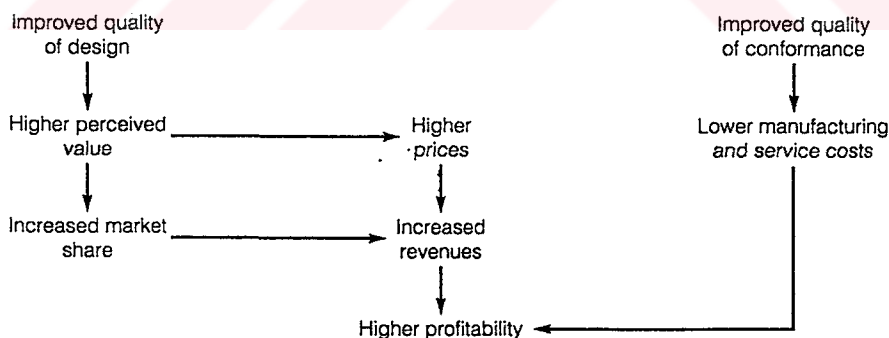 Improved quality
of design
Improved quality
of conformance
Higher perceived
value
Higher
prices
Lower manufacturing
and service costs
Increased market
share
Increased
revenues
Higher profitability